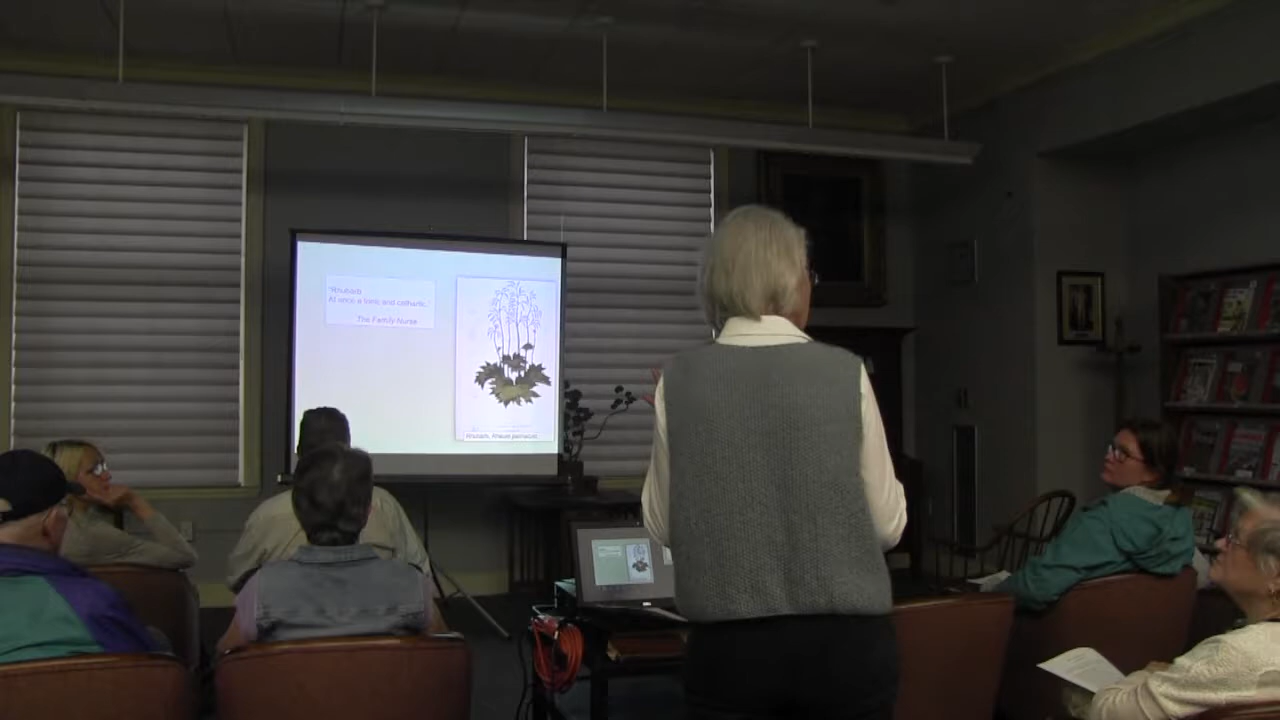 "Rhubarb
At once a tonic and cathartic."
The Family Nurse
Rhubarb, Rheum palmatum